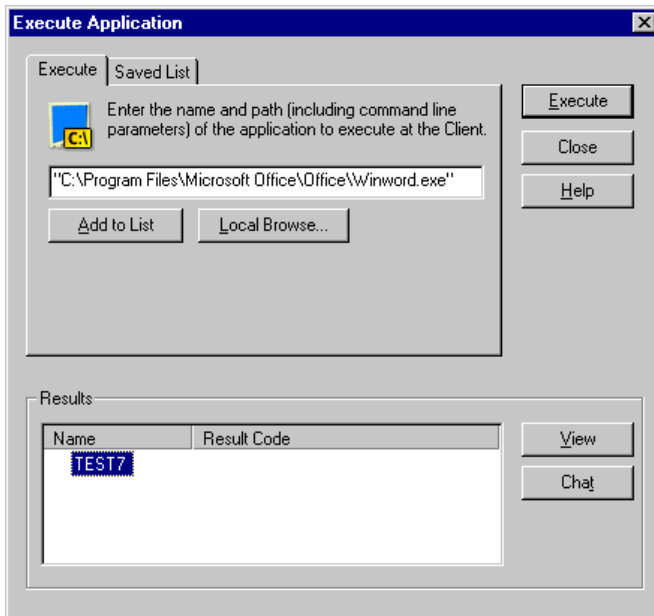 Execute Application
Execute
Saved List
Enter the name and path (including command line
parameters) of the application to execute at the Client.
C:\
"C:\Program Files\Microsoft Office\Office\Winword.exe"
Add to List
Local Browse...
Execute
Close
Help
Results
Name
Result Code
TEST7
View
Chat